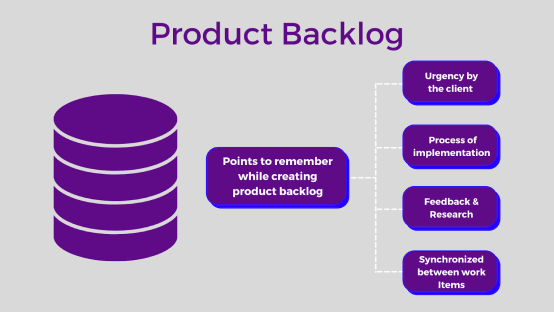 Product Backlog
Points to remember
while creating
product backlog
Urgency by
the client
Process of
implementation
Feedback &
Research
Synchronized
between work
Items